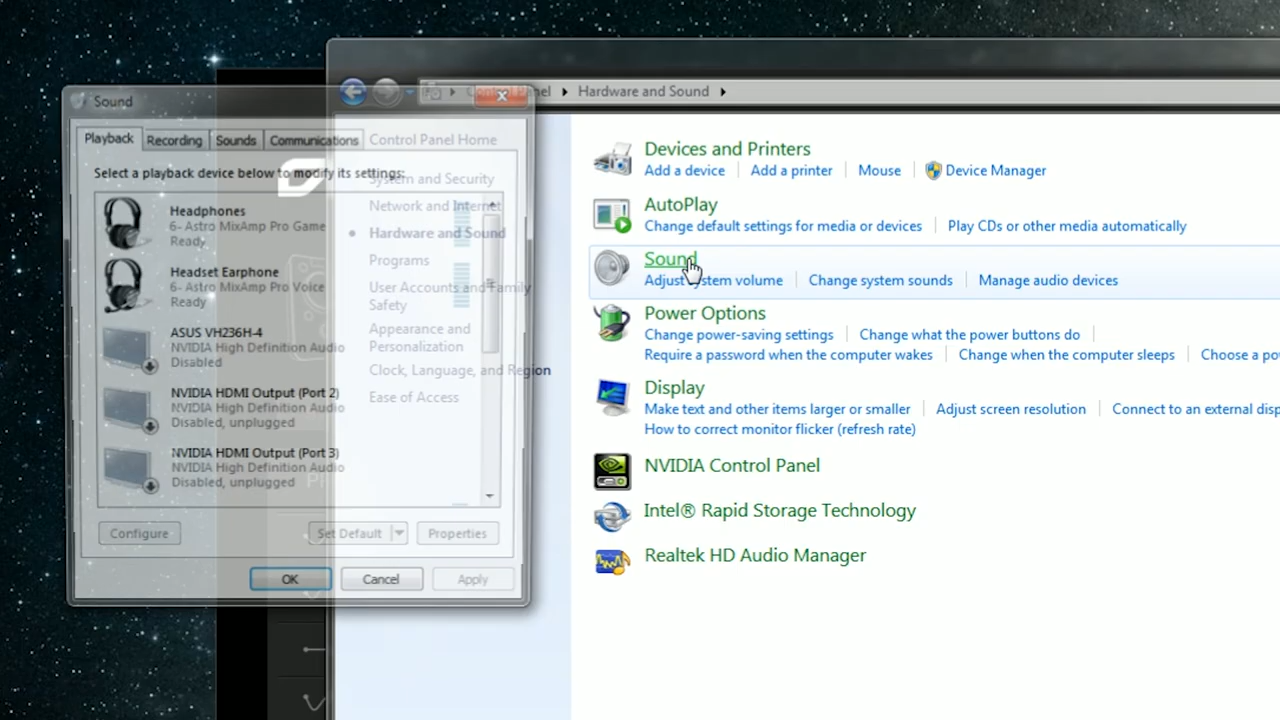 Sound
Playback
Recording
Sounds
Communications
Select a playback device below to modify its settings:
Headphones
6- Astro MixAmp Pro Game
Ready
Headset Earphone
6- Astro MixAmp Pro Voice
Ready
ASUS VH236H-4
NVIDIA High Definition Audio
Disabled
NVIDIA HDMI Output (Port 2)
NVIDIA High Definition Audio
Disabled, unplugged
NVIDIA HDMI Output (Port 3)
NVIDIA High Definition Audio
Disabled, unplugged
Configure
Set Default
Properties
OK
Cancel
Apply
Control Panel
Hardware and Sound
Control Panel Home
System and Security
Network and Internet
Hardware and Sound
Programs
User Accounts and Family
Safety
Appearance and
Personalization
Clock, Language, and Region
Ease of Access
Devices and Printers
Add a device
Add a printer
Mouse
Device Manager
AutoPlay
Change default settings for media or devices
Play CDs or other media automatically
Sound
Adjust system volume
Change system sounds
Manage audio devices
Power Options
Change power-saving settings
Change what the power buttons do
Require a password when the computer wakes
Change when the computer sleeps
Choose a po
Display
Make text and other items larger or smaller
Adjust screen resolution
Connect to an external disp
How to correct monitor flicker (refresh rate)
NVIDIA Control Panel
Intel® Rapid Storage Technology
Realtek HD Audio Manager